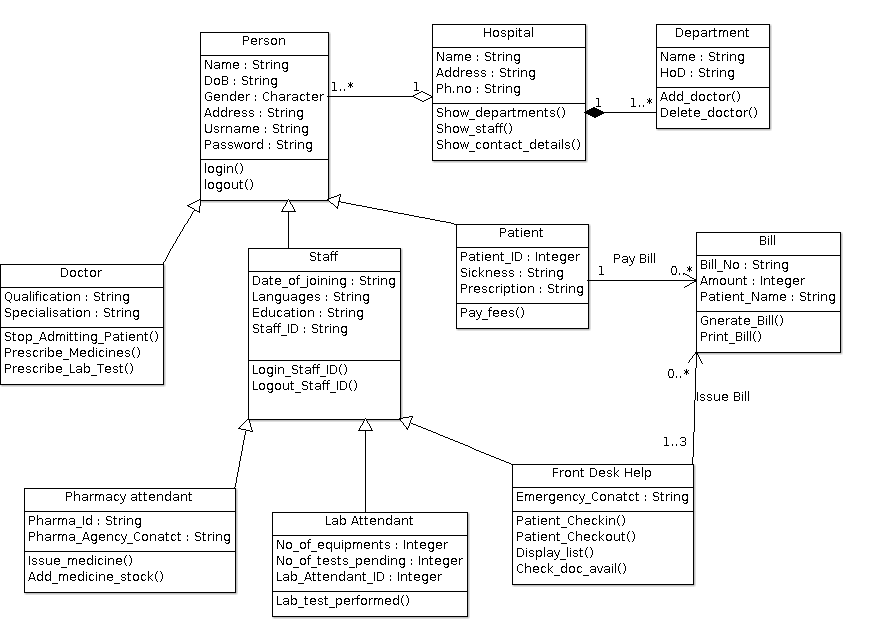 Person
Name : String
DoB : String
Gender : Character
Address : String
Usrname : String
Password : String
login()
logout()
1..*
1
Hospital
Name : String
Address : String
Ph.no : String
Show_departments()
Show_staff()
Show_contact_details()
1
1..*
Department
Name : String
HoD : String
Add_doctor()
Delete_doctor()
Doctor
Qualification : String
Specialisation : String
Stop_Admitting_Patient()
Prescribe_Medicines()
Prescribe_Lab_Test()
Staff
Date_of_joining : String
Languages : String
Education : String
Staff_ID : String
Login_Staff_ID()
Logout_Staff_ID()
Patient
Patient_ID : Integer
Sickness : String
Prescription : String
Pay_fees()
Pay Bill
1
0..*
Bill
Bill_No : String
Amount : Integer
Patient_Name : String
Gnerate_Bill()
Print_Bill()
0..*
Issue Bill
1..3
Pharmacy attendant
Pharma_Id : String
Pharma_Agency_Conatct : String
Issue_medicine()
Add_medicine_stock()
Lab Attendant
No_of_equipments : Integer
No_of_tests_pending : Integer
Lab_Attendant_ID : Integer
Lab_test_performed()
Front Desk Help
Emergency_Conatct : String
Patient_Checkin()
Patient_Checkout()
Display_list()
Check_doc_avail()